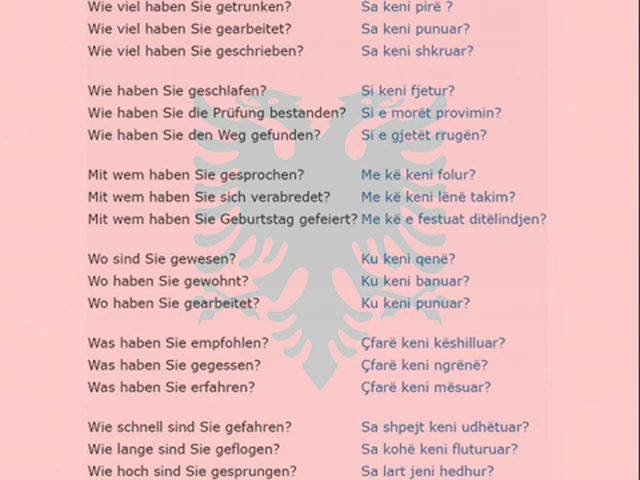 Wie viel haben Sie getrunken? Sa keni pirë ?
Wie viel haben Sie gearbeitet? Sa keni punuar?
Wie viel haben Sie geschrieben? Sa keni shkruar?
Wie haben Sie geschlafen? Si keni fjetur?
Wie haben Sie die Prüfung bestanden? Si e morët provimin?
Wie haben Sie den Weg gefunden? Si e gjetët rrugën?
Mit wem haben Sie gesprochen? Me kë keni folur?
Mit wem haben Sie sich verabredet? Me kë keni lënë takim?
Mit wem haben Sie Geburtstag gefeiert? Me kë e festuat ditëlindjen?
Wo sind Sie gewesen? Ku keni qenë?
Wo haben Sie gewohnt? Ku keni banuar?
Wo haben Sie gearbeitet? Ku keni punuar?
Was haben Sie empfohlen? Çfarë keni këshilluar?
Was haben Sie gegessen? Çfarë keni ngrënë?
Was haben Sie erfahren? Çfarë keni mësuar?
Wie schnell sind Sie gefahren? Sa shpejt keni udhëtuar?
Wie lange sind Sie geflogen? Sa kohë keni fluturuar?
Wie hoch sind Sie gesprungen? Sa lart jeni hedhur?